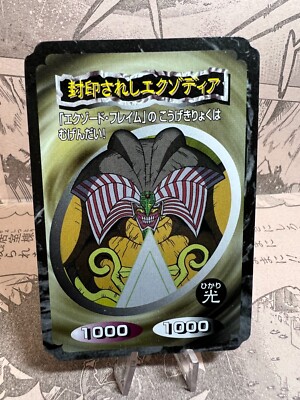 封印されしエクゾディア
「エクゾード・フレイム」の こうげきりょくは
むげんだい!
ひかり
光
1000
1000